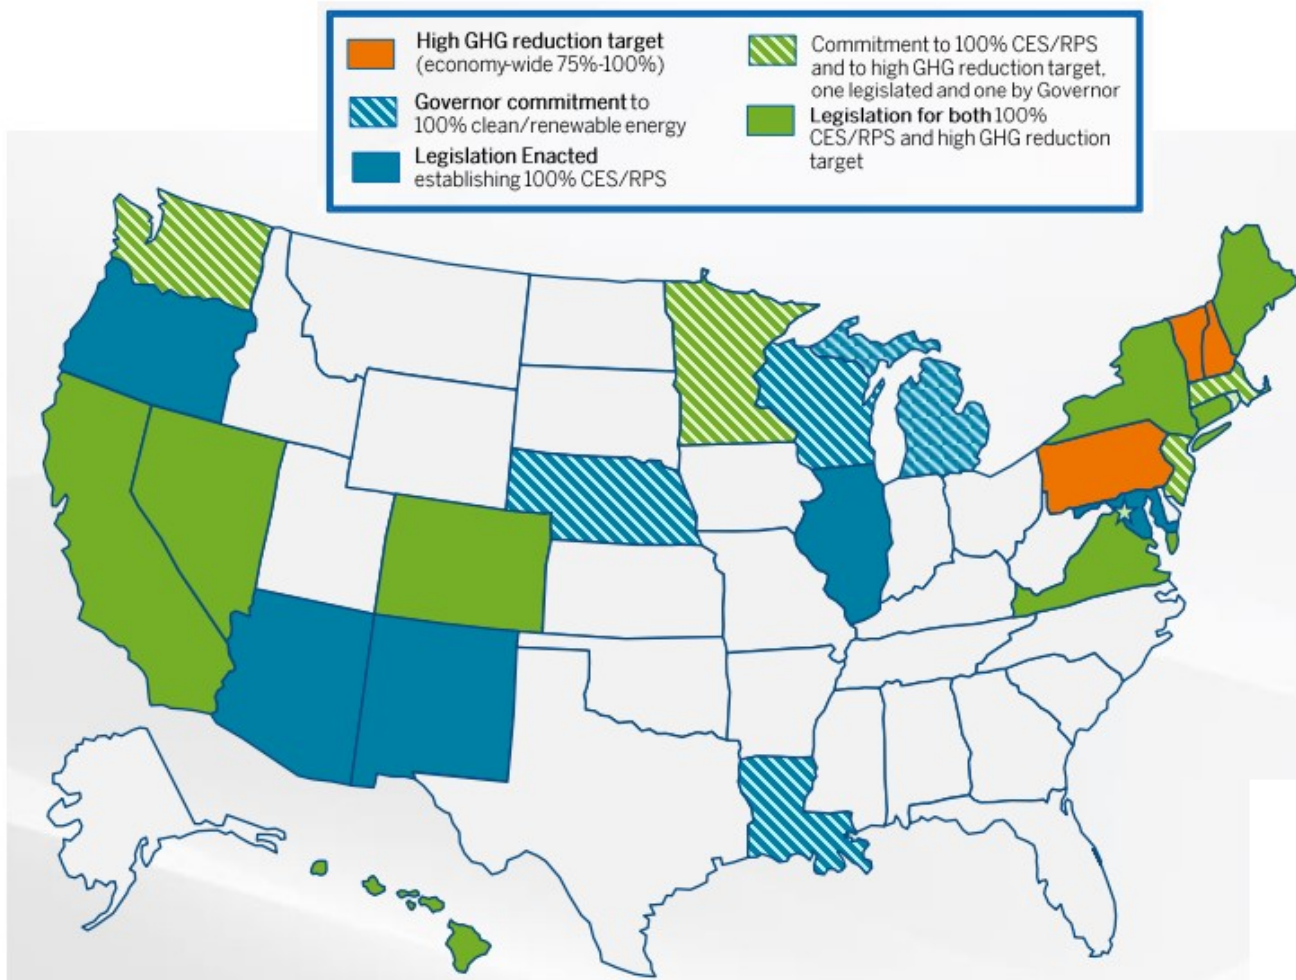 High GHG reduction target
(economy-wide 75%-100%)
Governor commitment to
100% clean/renewable energy
Legislation Enacted
establishing 100% CES/RPS
Commitment to 100% CES/RPS
and to high GHG reduction target,
one legislated and one by Governor
Legislation for both 100%
CES/RPS and high GHG reduction
target